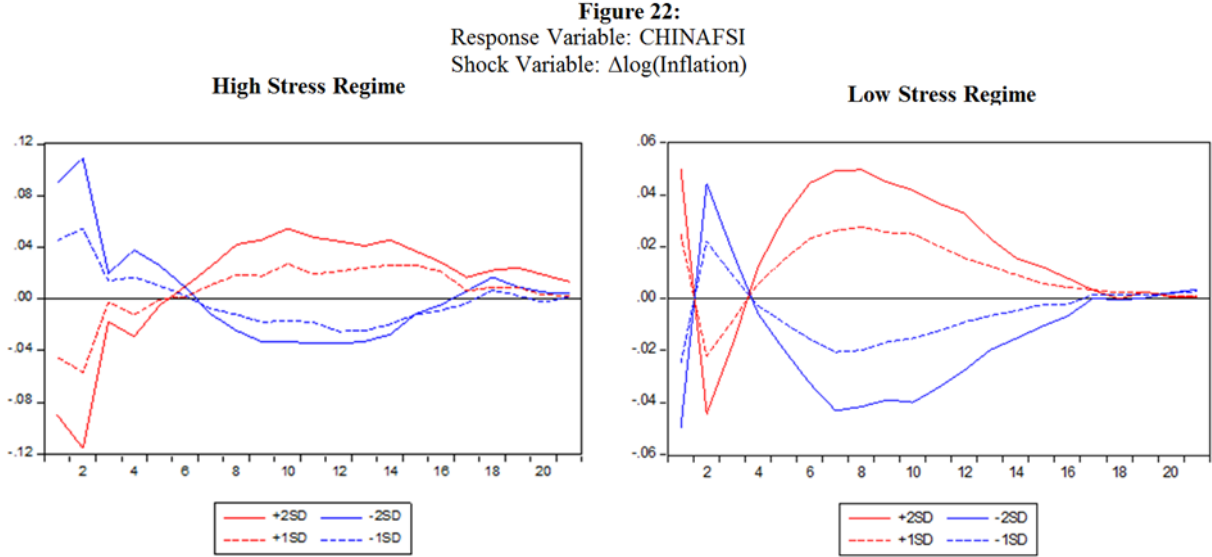 Figure 22:
Response Variable: CHINAFSI
Shock Variable: Δlog(Inflation)
High Stress Regime
Low Stress Regime
.12
.08
.04
.00
-.04
-.08
-.12
2 4 6 8 10 12 14 16 18 20
+2SD -2SD
+1SD -1SD
.06
.04
.02
.00
-.02
-.04
-.06
2 4 6 8 10 12 14 16 18 20
+2SD -2SD
+1SD -1SD